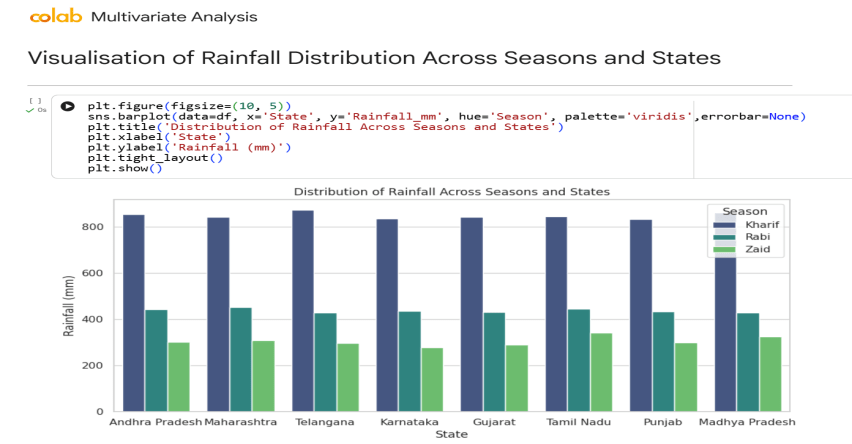 colab Multivariate Analysis
Visualisation of Rainfall Distribution Across Seasons and States
[ ]
0s
plt.figure(figsize=(10, 5))
sns.barplot(data=df, x='State', y='Rainfall_mm', hue='Season', palette='viridis',errorbar=None)
plt.title('Distribution of Rainfall Across Seasons and States')
plt.xlabel('State')
plt.ylabel('Rainfall (mm)')
plt.tight_layout()
plt.show()
Distribution of Rainfall Across Seasons and States
Season
Kharif
Rabi
Zaid
Rainfall (mm)
800
600
400
200
0
Andhra Pradesh Maharashtra Telangana Karnataka Gujarat Tamil Nadu Punjab Madhya Pradesh
State